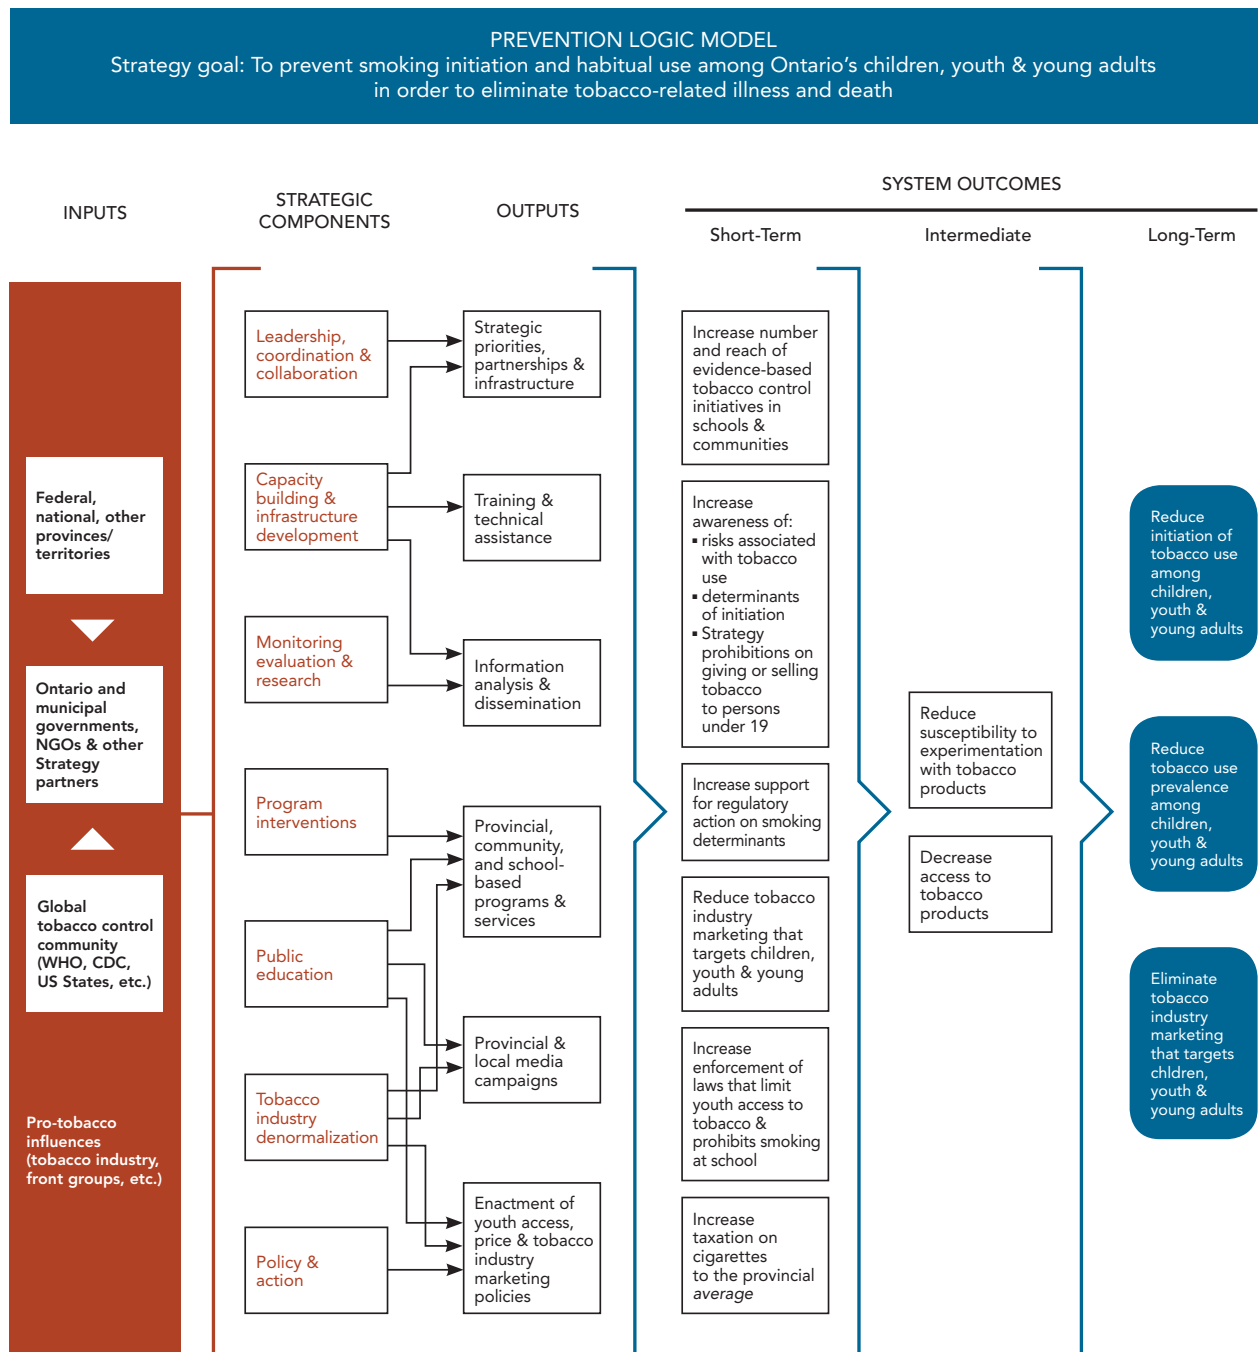 PREVENTION LOGIC MODEL
Strategy goal: To prevent smoking initiation and habitual use among Ontario's children, youth & young adults
in order to eliminate tobacco-related illness and death
INPUTS
STRATEGIC
COMPONENTS
OUTPUTS
SYSTEM OUTCOMES
Short-Term
Intermediate
Long-Term
Federal,
national, other
provinces/
territories
Ontario and
municipal
governments,
NGOs & other
Strategy
partners
Global
tobacco control
community
(WHO, CDC,
US States, etc.)
Pro-tobacco
influences
(tobacco industry,
front groups, etc.)
Leadership,
coordination &
collaboration
Capacity
building &
infrastructure
development
Monitoring
evaluation &
research
Program
interventions
Public
education
Tobacco
industry
denormalization
Policy &
action
Strategic
priorities,
partnerships &
infrastructure
Training &
technical
assistance
Information
analysis &
dissemination
Provincial,
community,
and school-
based
programs &
services
Provincial &
local media
campaigns
Enactment of
youth access,
price & tobacco
industry
marketing
policies
Increase number
and reach of
evidence-based
tobacco control
initiatives in
schools &
communities
Increase
awareness of:
▪ risks associated
with tobacco
use
▪ determinants
of initiation
▪ Strategy
prohibitions on
giving or selling
tobacco
to persons
under 19
Increase support
for regulatory
action on smoking
determinants
Reduce tobacco
industry
marketing that
targets children,
youth & young
adults
Increase
enforcement of
laws that limit
youth access to
tobacco &
prohibits smoking
at school
Increase
taxation on
cigarettes
to the provincial
average
Reduce
susceptibility to
experimentation
with tobacco
products
Decrease
access to
tobacco
products
Reduce
initiation of
tobacco use
among
children,
youth &
young adults
Reduce
tobacco use
prevalence
among
children,
youth &
young adults
Eliminate
tobacco
industry
marketing
that targets
chldren,
youth &
young adults